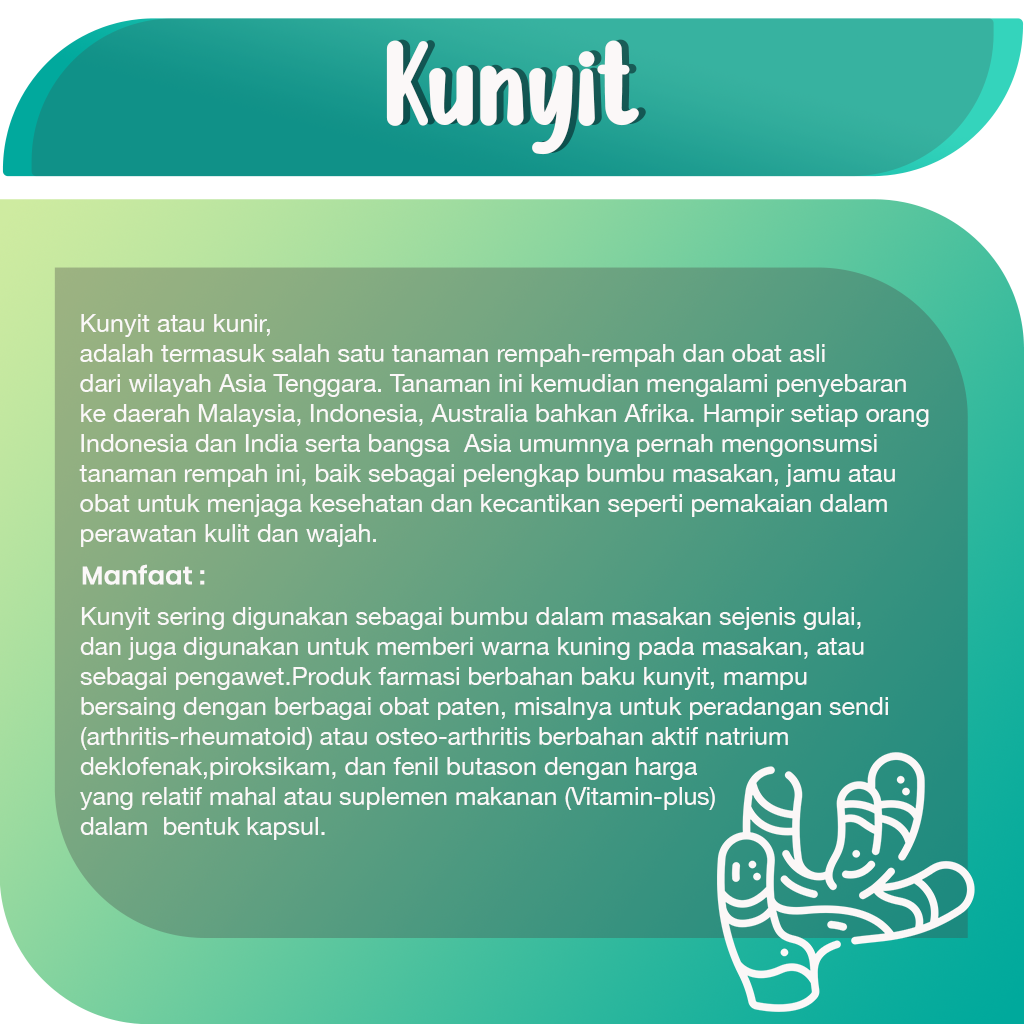 Kunyit
Kunyit atau kunir,
adalah termasuk salah satu tanaman rempah-rempah dan obat asli
dari wilayah Asia Tenggara. Tanaman ini kemudian mengalami penyebaran
ke daerah Malaysia, Indonesia, Australia bahkan Afrika. Hampir setiap orang
Indonesia dan India serta bangsa  Asia umumnya pernah mengonsumsi
tanaman rempah ini, baik sebagai pelengkap bumbu masakan, jamu atau
obat untuk menjaga kesehatan dan kecantikan seperti pemakaian dalam
perawatan kulit dan wajah.
Manfaat :
Kunyit sering digunakan sebagai bumbu dalam masakan sejenis gulai,
dan juga digunakan untuk memberi warna kuning pada masakan, atau
sebagai pengawet.Produk farmasi berbahan baku kunyit, mampu
bersaing dengan berbagai obat paten, misalnya untuk peradangan sendi
(arthritis-rheumatoid) atau osteo-arthritis berbahan aktif natrium
deklofenak,piroksikam, dan fenil butason dengan harga
yang relatif mahal atau suplemen makanan (Vitamin-plus)
dalam  bentuk kapsul.